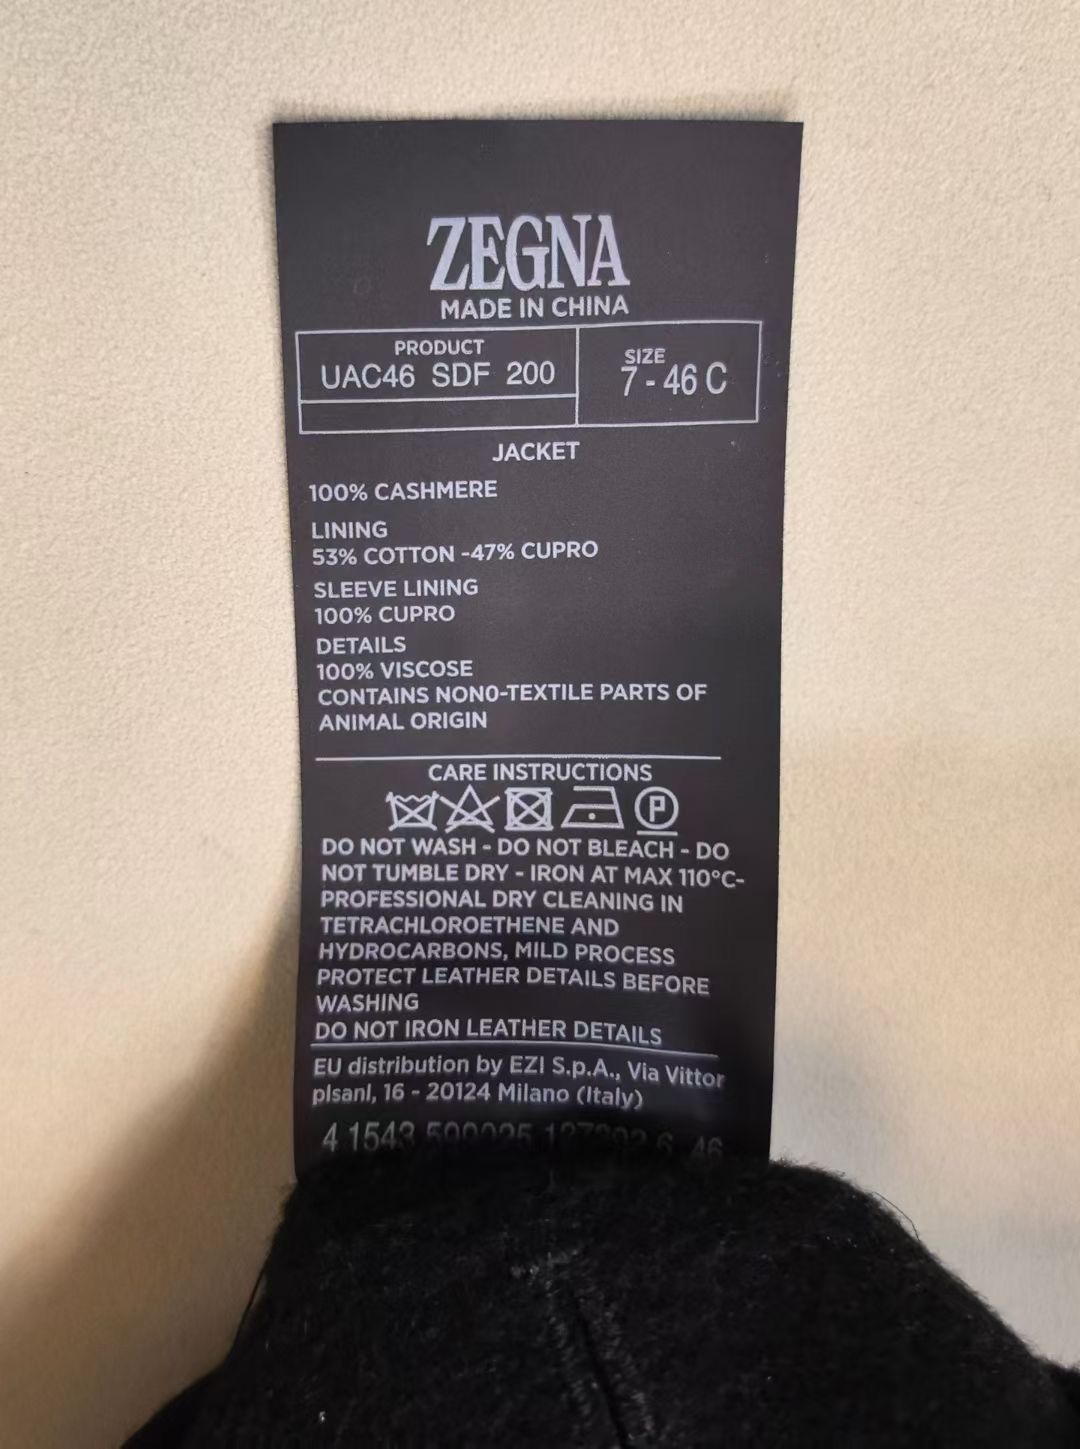 ZEGNA
MADE IN CHINA
PRODUCT
UAC46 SDF 200
SIZE
7 - 46 C
JACKET
100% CASHMERE
LINING
53% COTTON -47% CUPRO
SLEEVE LINING
100% CUPRO
DETAILS
100% VISCOSE
CONTAINS NONO-TEXTILE PARTS OF
ANIMAL ORIGIN
CARE INSTRUCTIONS
P
DO NOT WASH - DO NOT BLEACH - DO
NOT TUMBLE DRY - IRON AT MAX 110°C-
PROFESSIONAL DRY CLEANING IN
TETRACHLOROETHENE AND
HYDROCARBONS, MILD PROCESS
PROTECT LEATHER DETAILS BEFORE
WASHING
DO NOT IRON LEATHER DETAILS
EU distribution by EZI S.p.A., Via Vittor
plsanl, 16 - 20124 Milano (Italy)
4 1543